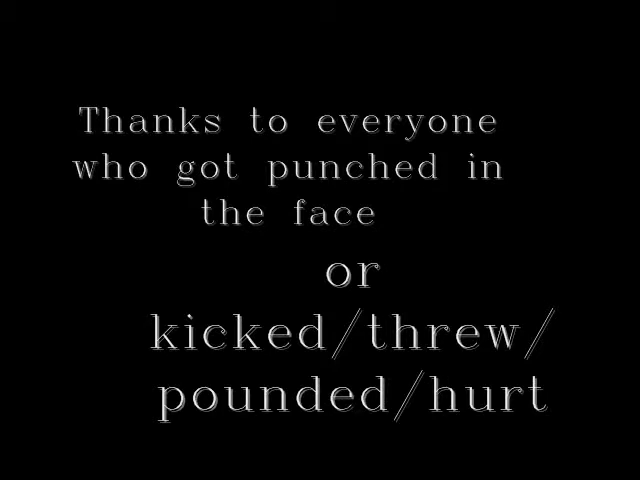 Thanks to everyone
who got punched in
the face
or
kicked/threw/
pounded/hurt